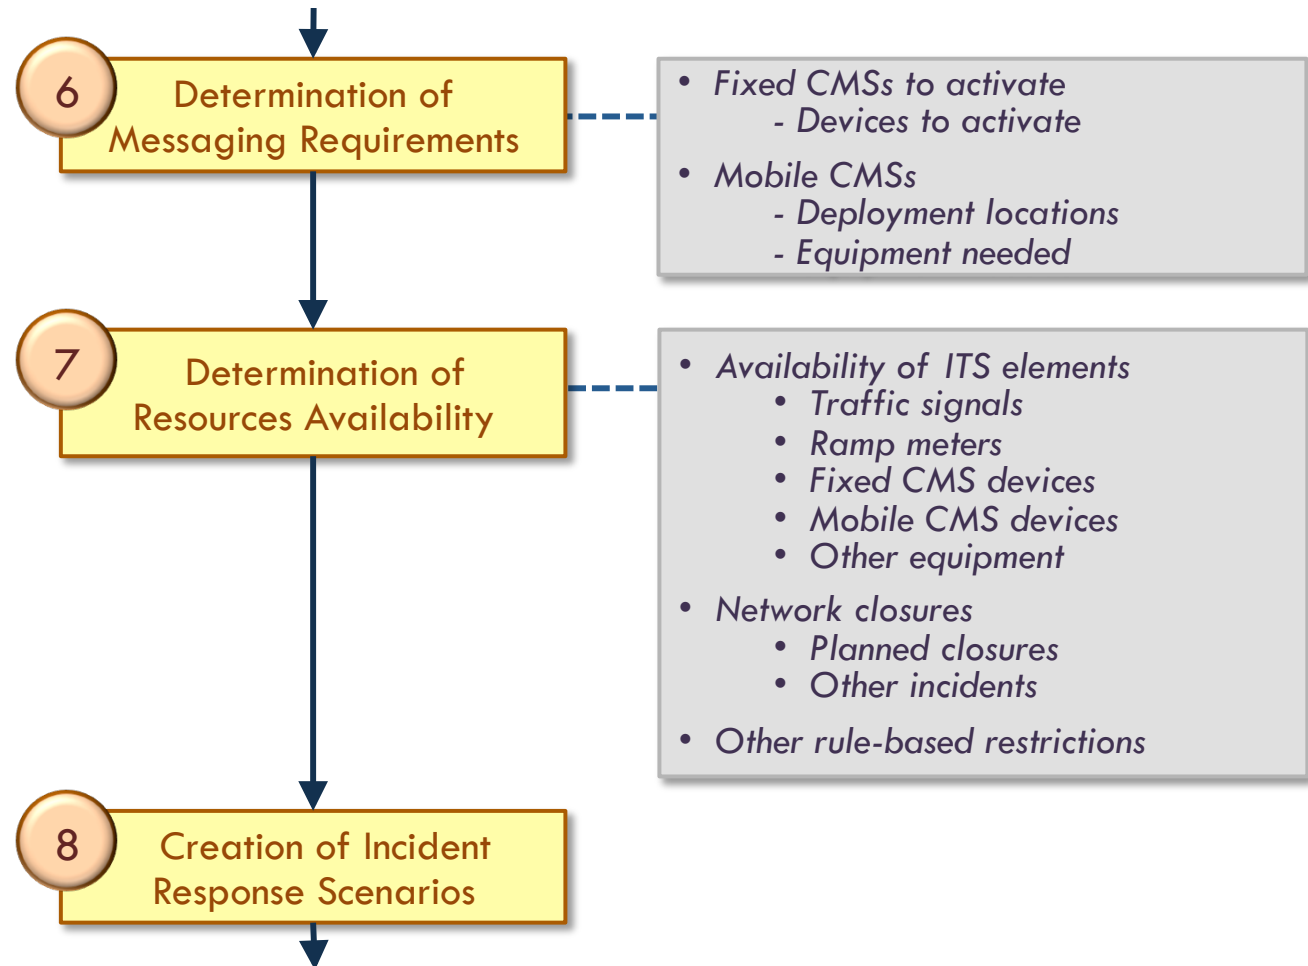 6
Determination of
Messaging Requirements
• Fixed CMSs to activate
- Devices to activate
• Mobile CMSs
- Deployment locations
- Equipment needed
7
Determination of
Resources Availability
• Availability of ITS elements
• Traffic signals
• Ramp meters
• Fixed CMS devices
• Mobile CMS devices
• Other equipment
• Network closures
• Planned closures
• Other incidents
• Other rule-based restrictions
8
Creation of Incident
Response Scenarios